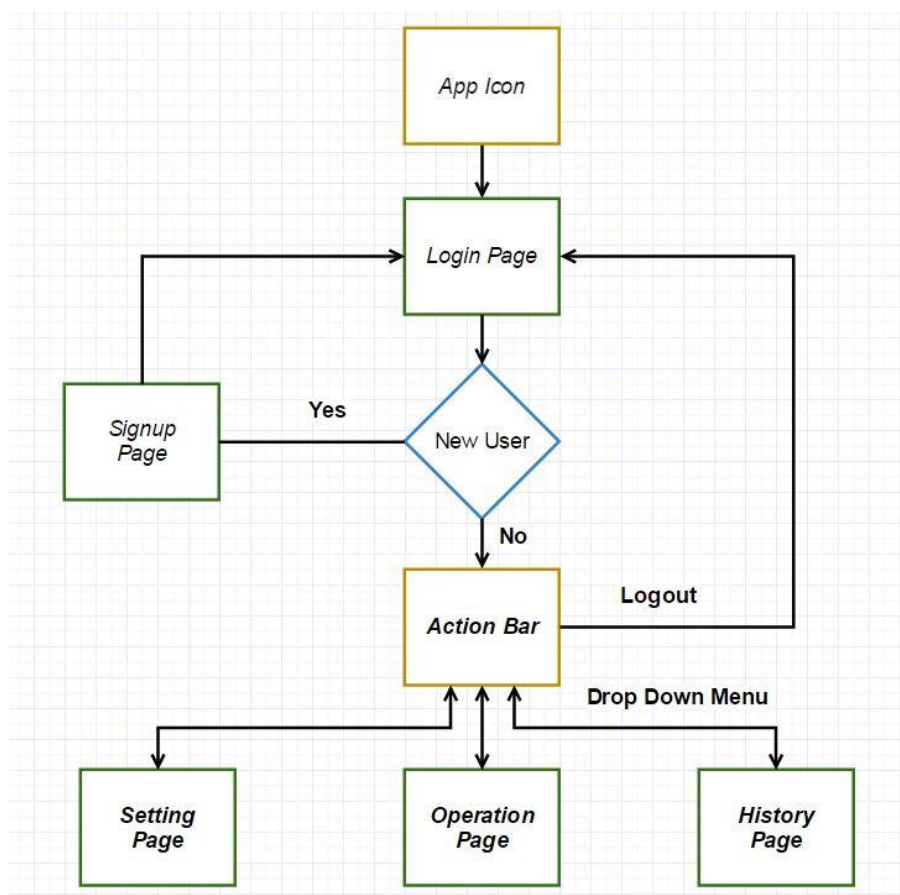 App Icon
Login Page
Yes
Signup
Page
New User
No
Logout
Action Bar
Drop Down Menu
Setting
Page
Operation
Page
History
Page